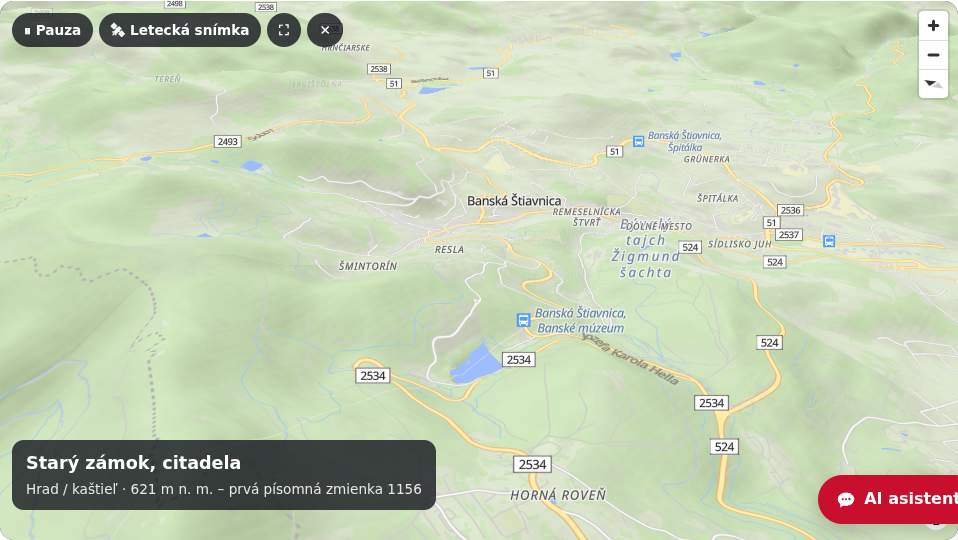 2498
2538
Pauza
Letecká snímka
HRNČIARSKE
2538
51
51
TEREŇ
2493
51
Banská Štiavnica,
Špitálka
GRÜNERKA
Banská Štiavnica
REMESELNÍCKA
ŠTVRŤ
ŠPITÁLKA
2536
51
2537
DOLNÉ MESTO
tajch
Žigmund
šachta
524
SÍDLISKO JUH
524
RESLA
ŠMINTORÍN
Banská Štiavnica,
Banské múzeum
524
2534
2534
Jozefa Karola Hella
2534
524
Starý zámok, citadela
Hrad / kaštieľ · 621 m n. m. – prvá písomná zmienka 1156
2534
HORNÁ ROVEŇ
AI asistent